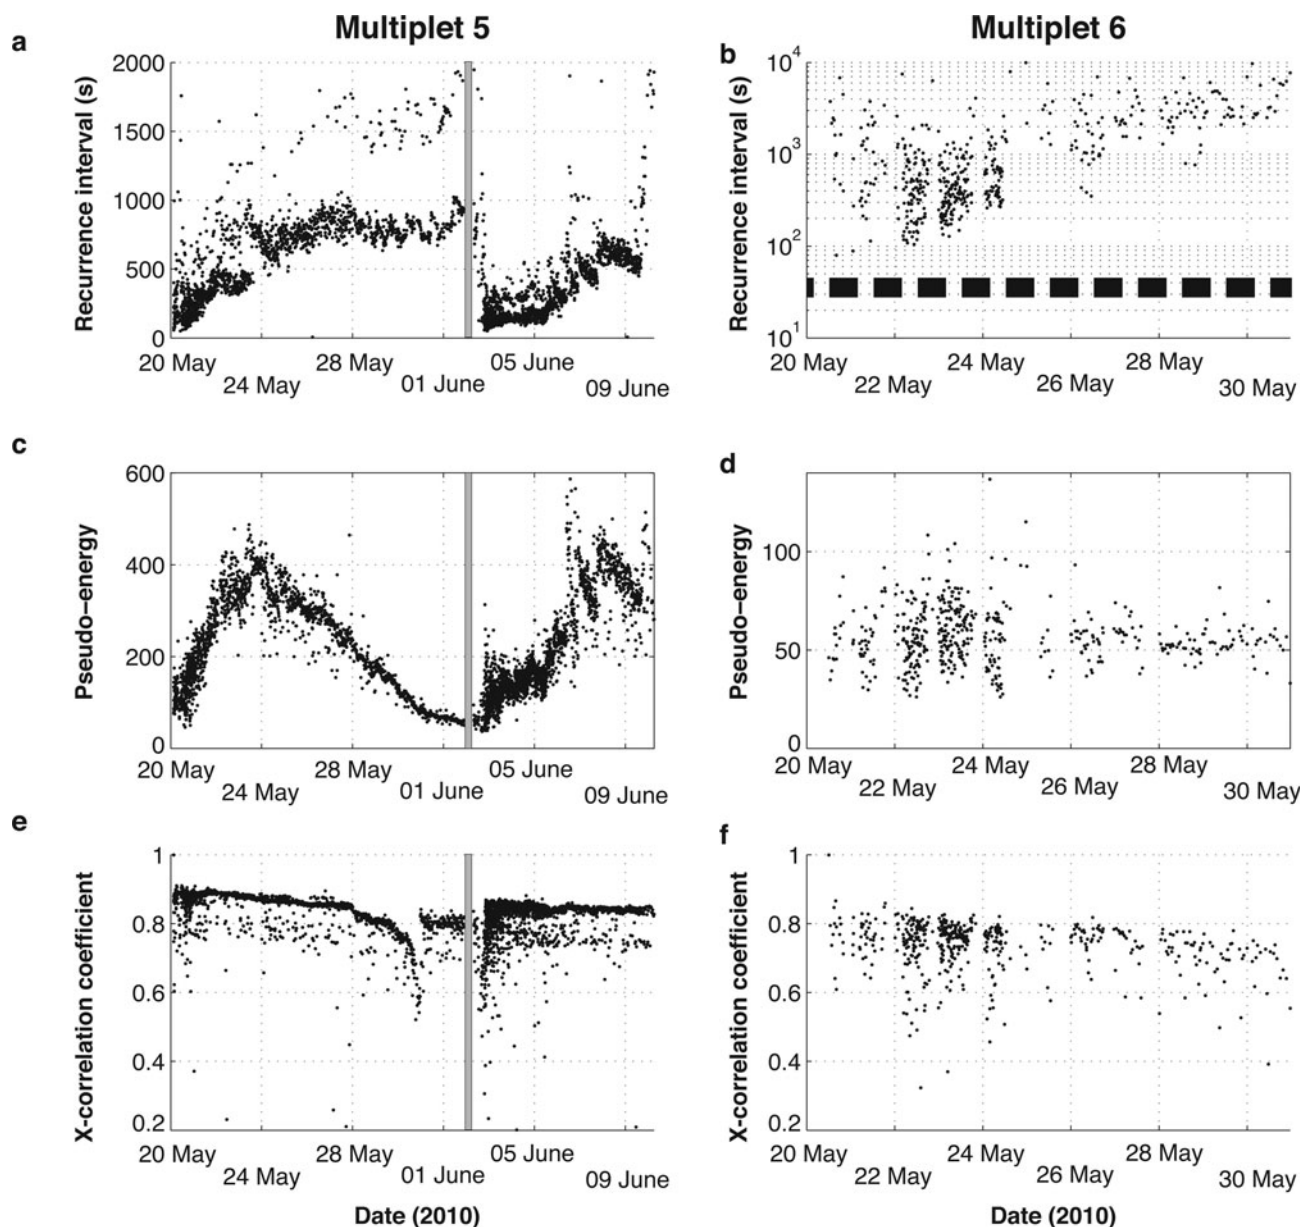 Multiplet 5
Multiplet 6
a
Recurrence interval (s)
2000
1500
1000
500
0
20 May
24 May
28 May
01 June
05 June
09 June
b
Recurrence interval (s)
10^4
10^3
10^2
10^1
20 May
22 May
24 May
26 May
28 May
30 May
c
Pseudo-energy
600
400
200
0
20 May
24 May
28 May
01 June
05 June
09 June
d
Pseudo-energy
100
50
0
20 May
22 May
24 May
26 May
28 May
30 May
e
X-correlation coefficient
1
0.8
0.6
0.4
0.2
20 May
24 May
28 May
01 June
05 June
09 June
Date (2010)
f
X-correlation coefficient
1
0.8
0.6
0.4
0.2
20 May
22 May
24 May
26 May
28 May
30 May
Date (2010)